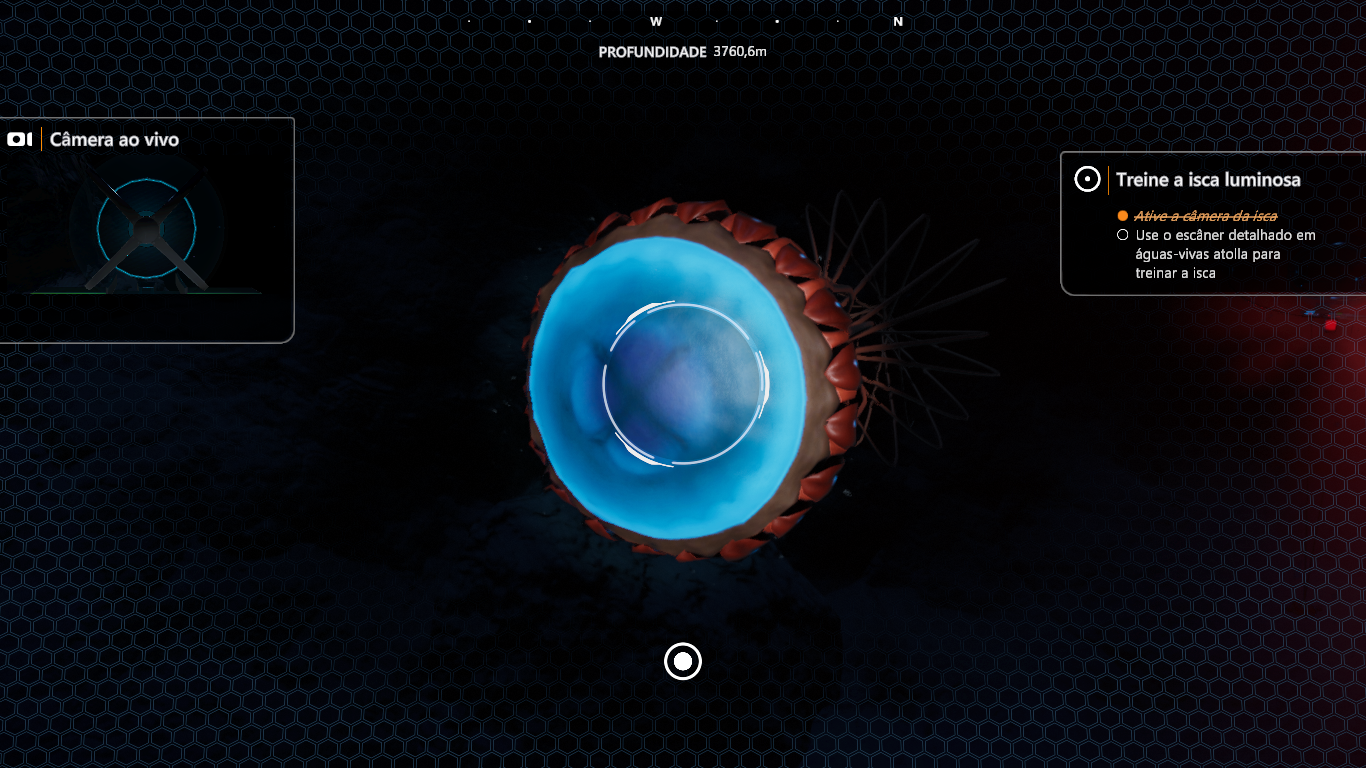 W
N
PROFUNDIDADE 3760,6m
Câmera ao vivo
Treine a isca luminosa
Ative a câmera da isca
Use o escâner detalhado em
águas-vivas atolla para
treinar a isca